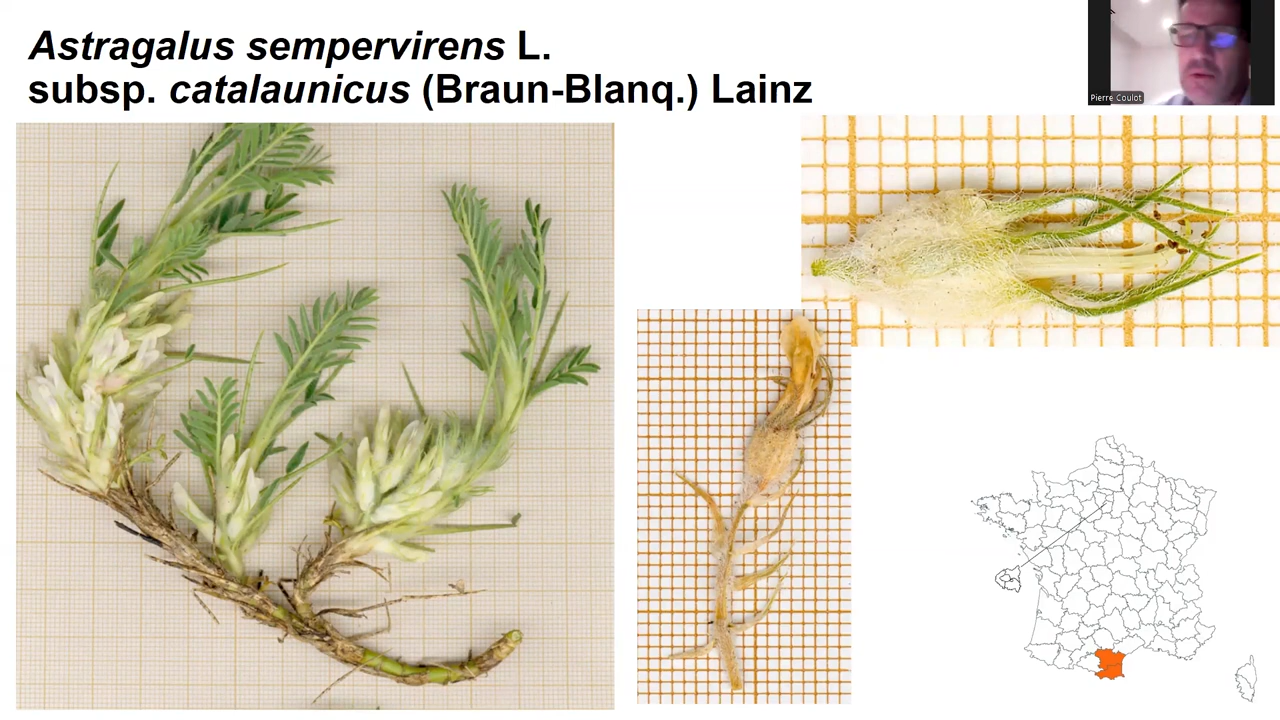 Astragalus sempervirens L.
subsp. catalaunicus (Braun-Blanq.) Lainz
Pierre Coulot